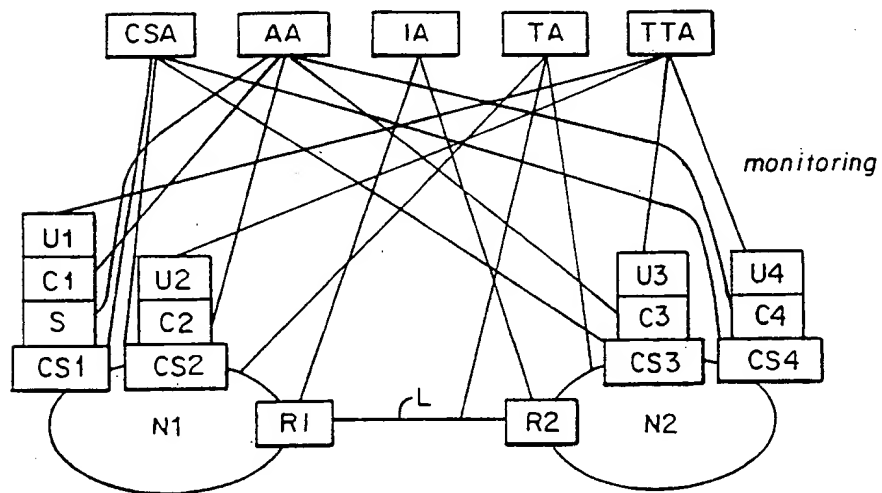 CSA AA IA TA TTA
monitoring
U1
C1 U2 U3 U4
S C2 C3 C4
CS1 CS2 CS3 CS4
L
N1 R1 R2 N2